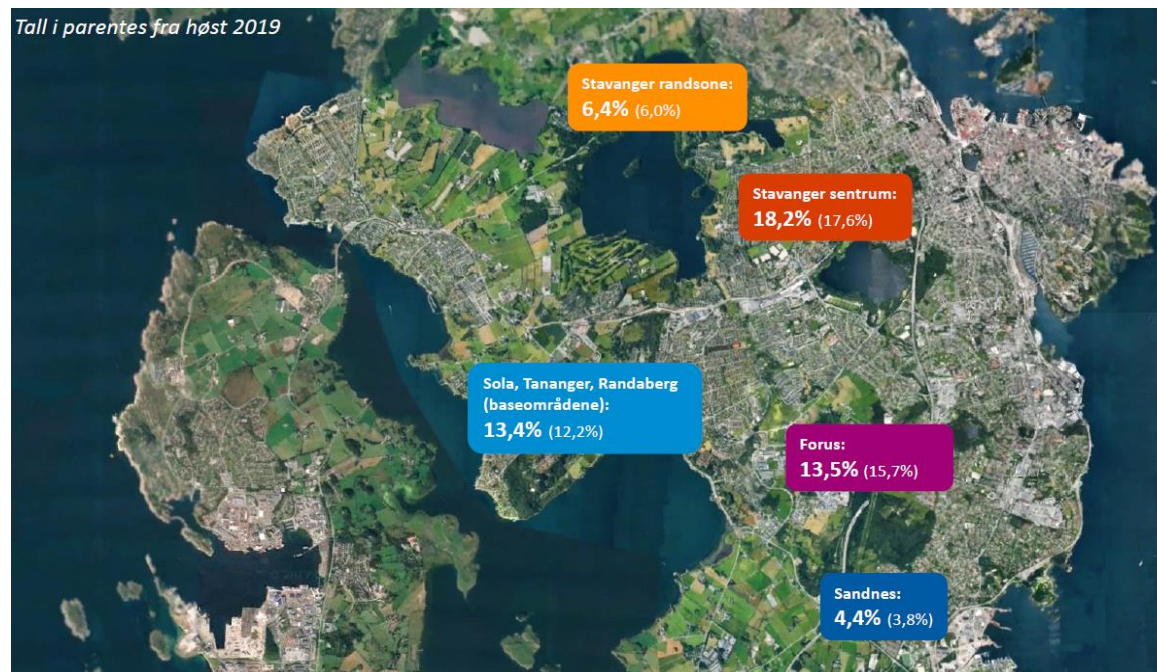 Tall i parentes fra høst 2019
Stavanger randsone:
6,4% (6,0%)
Stavanger sentrum:
18,2% (17,6%)
Sola, Tananger, Randaberg
(baseområdene):
13,4% (12,2%)
Forus:
13,5% (15,7%)
Sandnes:
4,4% (3,8%)